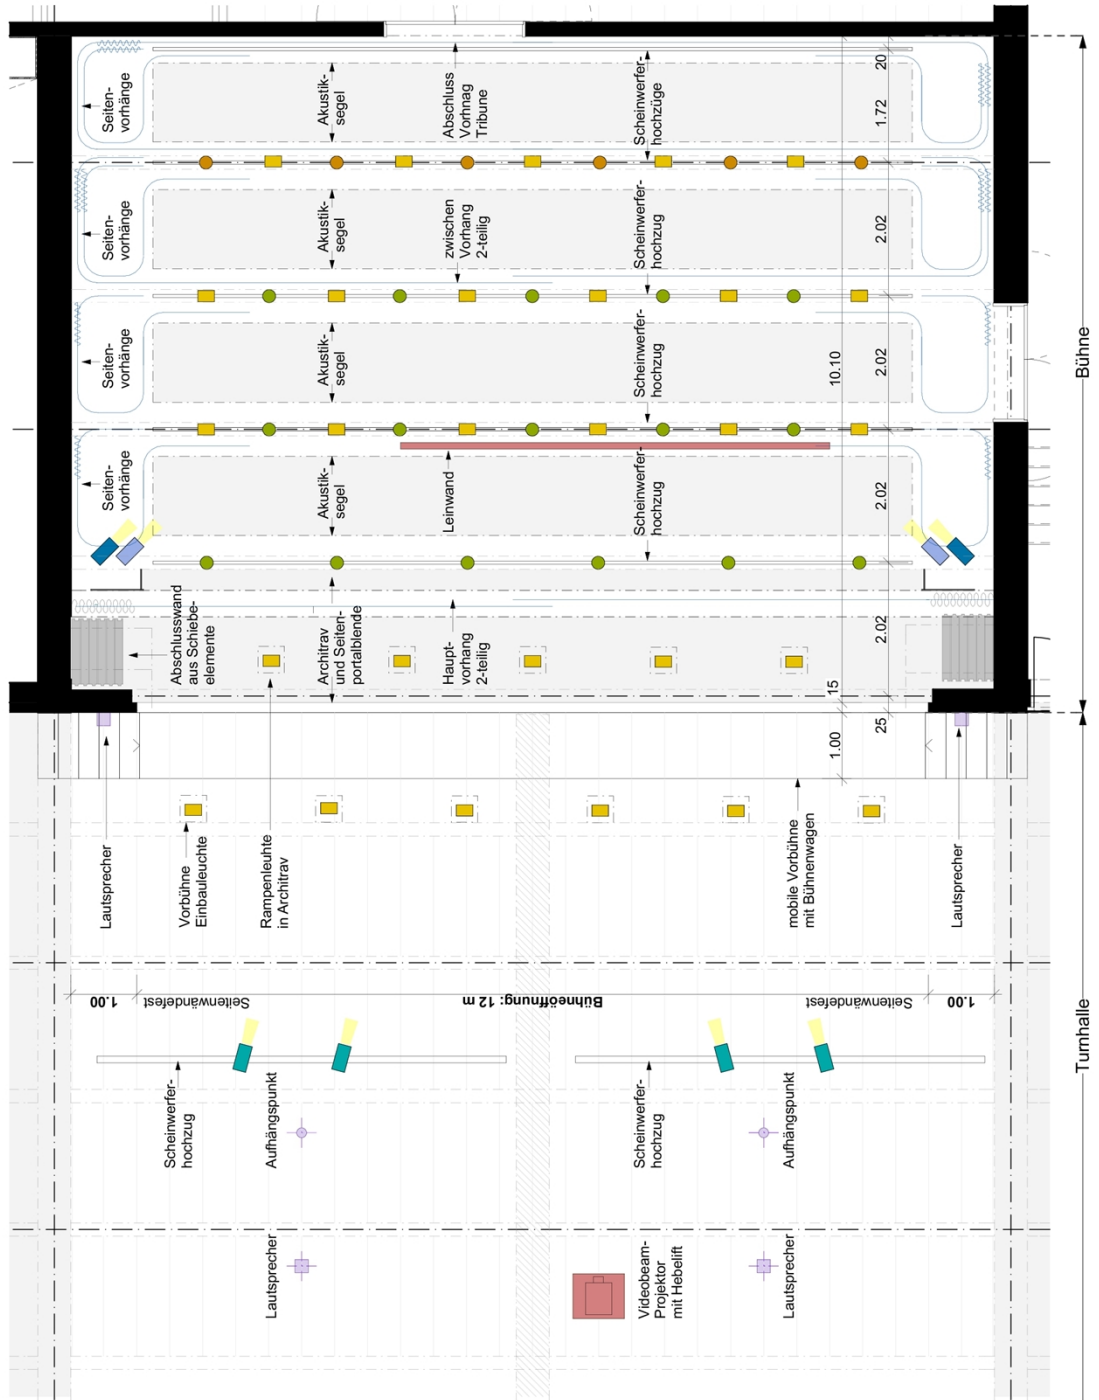 Seiten-
vorhänge
Akustik-
segel
Abschluss
Vorhnag
Tribune
Scheinwerfer-
hochzüge
20
1.72
Seiten-
vorhänge
Akustik-
segel
zwischen
Vorhang
2-teilig
Scheinwerfer-
hochzug
2.02
Seiten-
vorhänge
Akustik-
segel
Scheinwerfer-
hochzug
10.10
2.02
Bühne
Seiten-
vorhänge
Akustik-
segel
Leinwand
Scheinwerfer-
hochzug
2.02
Abschlusswand
aus Schiebe-
elemente
Architrav
und Seiten-
portalblende
Haupt-
vorhang
2-teilig
2.02
15
25
1.00
Lautsprecher
Vorbühne
Einbauleuchte
Rampenleuhte
in Architrav
mobile Vorbühne
mit Bühnenwagen
Lautsprecher
1.00
Seitenwändefest
Bühneöffnung: 12 m
Seitenwändefest
1.00
Turnhalle
Scheinwerfer-
hochzug
Aufhängspunkt
Scheinwerfer-
hochzug
Aufhängspunkt
Lautsprecher
Videobeam-
Projektor
mit Hebelift
Lautsprecher